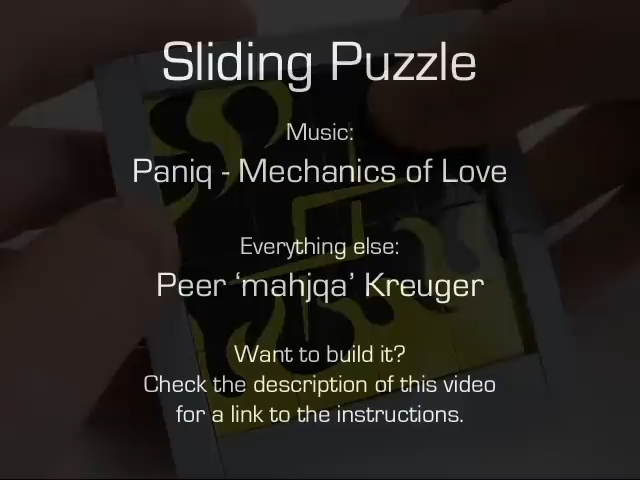 Sliding Puzzle
Music:
Paniq - Mechanics of Love
Everything else:
Peer ‘mahjqa’ Kreuger
Want to build it?
Check the description of this video
for a link to the instructions.